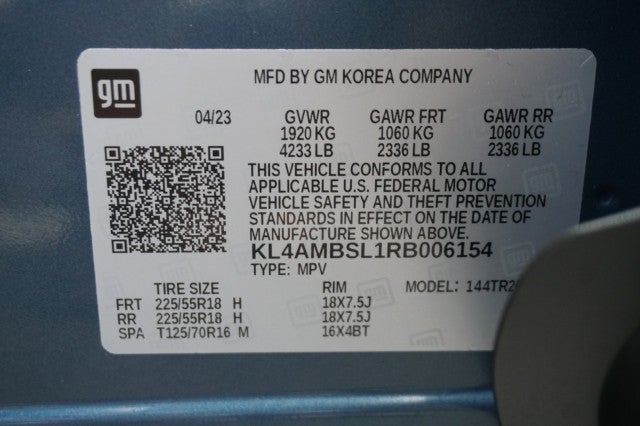 gm
MFD BY GM KOREA COMPANY
04/23 GVWR GAWR FRT GAWR RR
1920 KG 1060 KG 1060 KG
4233 LB 2336 LB 2336 LB
THIS VEHICLE CONFORMS TO ALL
APPLICABLE U.S. FEDERAL MOTOR
VEHICLE SAFETY AND THEFT PREVENTION
STANDARDS IN EFFECT ON THE DATE OF
MANUFACTURE SHOWN ABOVE.
KL4AMBSL1RB006154
TYPE: MPV
TIRE SIZE RIM MODEL:
FRT 225/55R18 H 18X7.5J
RR 225/55R18 H 18X7.5J
SPA T125/70R16 M 16X4BT